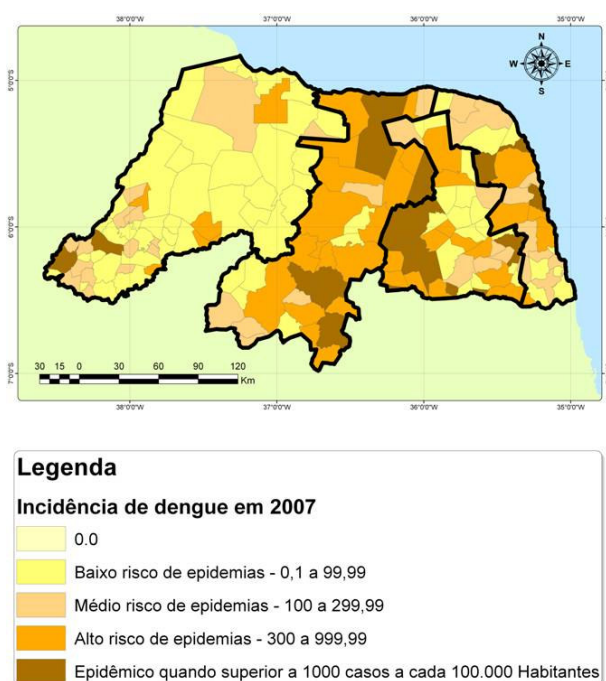 38°0'0"W 37°0'0"W 36°0'0"W 35°0'0"W
N
W E
S
5°0'0"S
6°0'0"S
7°0'0"S
30 15 0 30 60 90 120
Km
38°0'0"W 37°0'0"W 36°0'0"W 35°0'0"W
Legenda
Incidência de dengue em 2007
0.0
Baixo risco de epidemias - 0,1 a 99,99
Médio risco de epidemias - 100 a 299,99
Alto risco de epidemias - 300 a 999,99
Epidêmico quando superior a 1000 casos a cada 100.000 Habitantes